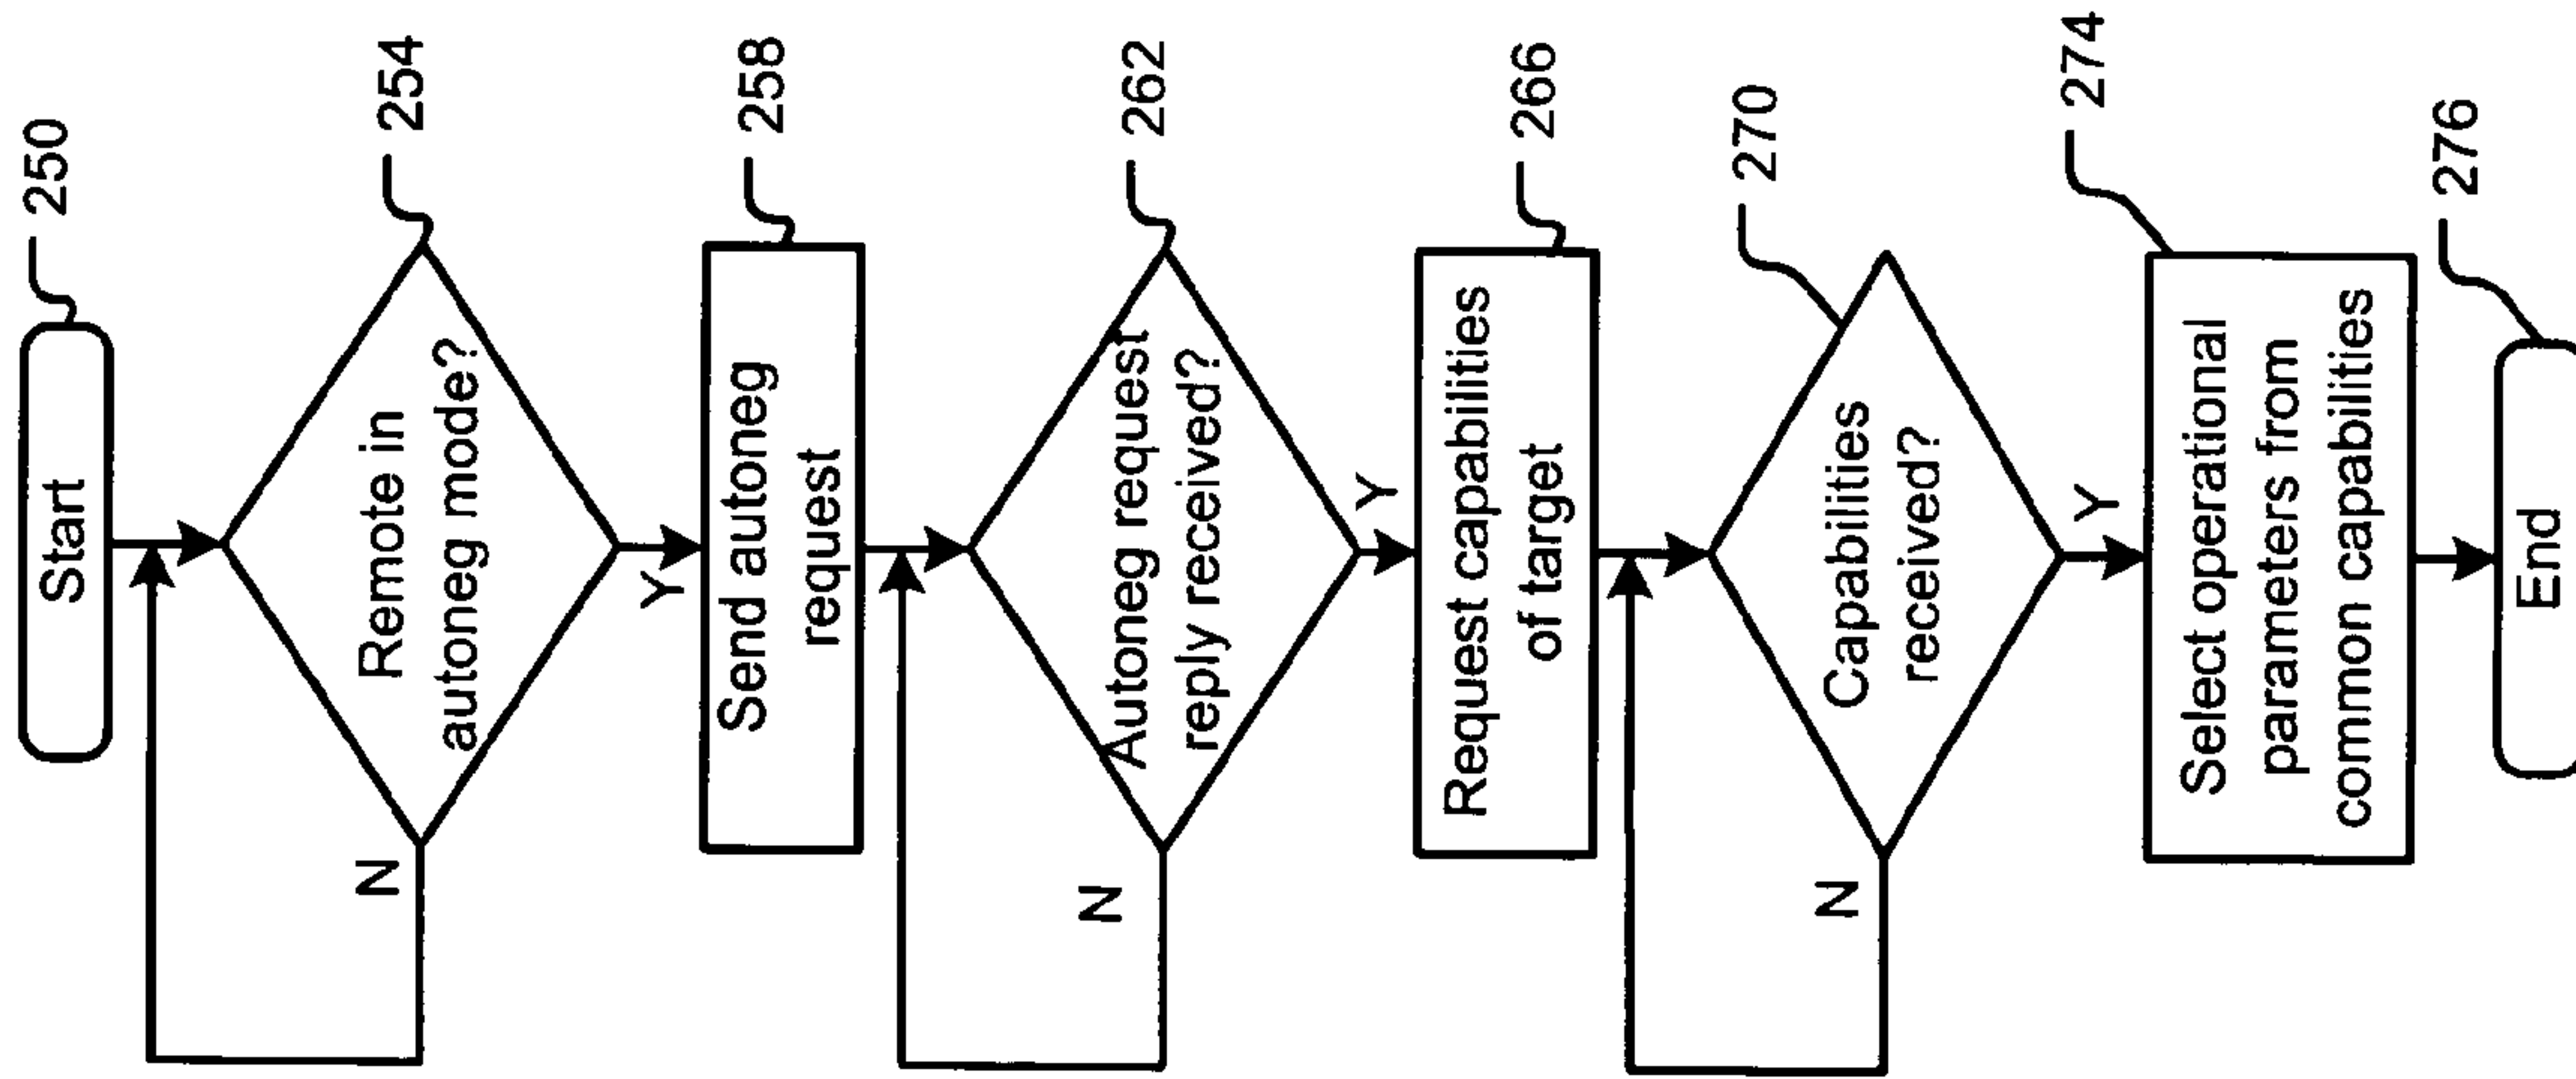 Start
250
Remote in
autoneg mode?
254
N
Y
Send autoneg
request
258
Autoneg request
reply received?
262
N
Y
Request capabilities
of target
266
Capabilities
received?
270
N
Y
Select operational
parameters from
common capabilities
274
End
276